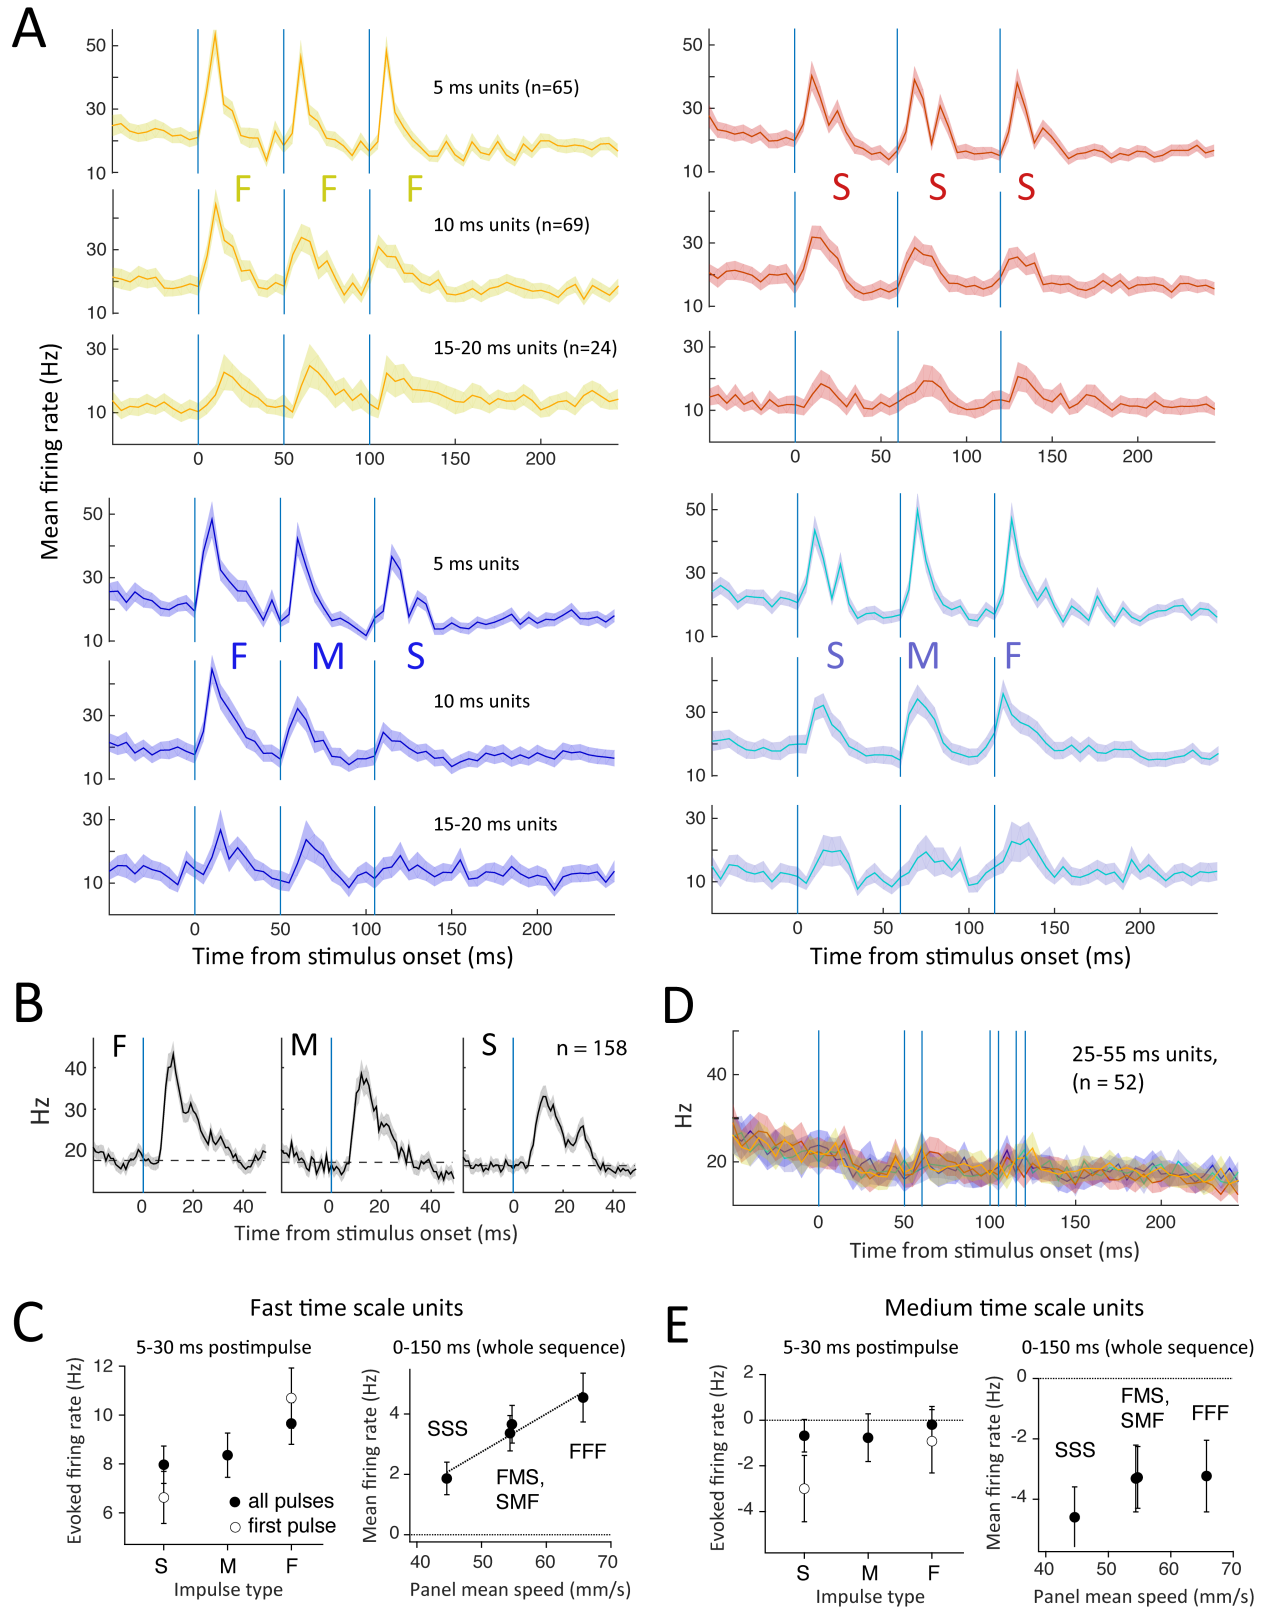 A
Mean firing rate (Hz)
50
30
10
5 ms units (n=65)
50
30
10
F F F
S S S
30
10
10 ms units (n=69)
30
10
30
10
15-20 ms units (n=24)
30
10
0 50 100 150 200
0 50 100 150 200
50
30
10
5 ms units
50
30
10
F M S
S M F
30
10
10 ms units
30
10
30
10
15-20 ms units
30
10
0 50 100 150 200
0 50 100 150 200
Time from stimulus onset (ms)
Time from stimulus onset (ms)
B
F M S n = 158
Hz
40
30
20
0 20 40
0 20 40
0 20 40
Time from stimulus onset (ms)
D
25-55 ms units,
(n = 52)
Hz
40
20
0 50 100 150 200
Time from stimulus onset (ms)
C
Fast time scale units
5-30 ms postimpulse
Evoked firing rate (Hz)
12
10
8
6
all pulses
first pulse
S M F
Impulse type
0-150 ms (whole sequence)
Mean firing rate (Hz)
4
2
0
SSS
FMS,
SMF
FFF
40 50 60 70
Panel mean speed (mm/s)
E
Medium time scale units
5-30 ms postimpulse
Evoked firing rate (Hz)
2
0
-2
-4
S M F
Impulse type
0-150 ms (whole sequence)
Mean firing rate (Hz)
0
-2
-4
SSS
FMS,
SMF
FFF
40 50 60 70
Panel mean speed (mm/s)